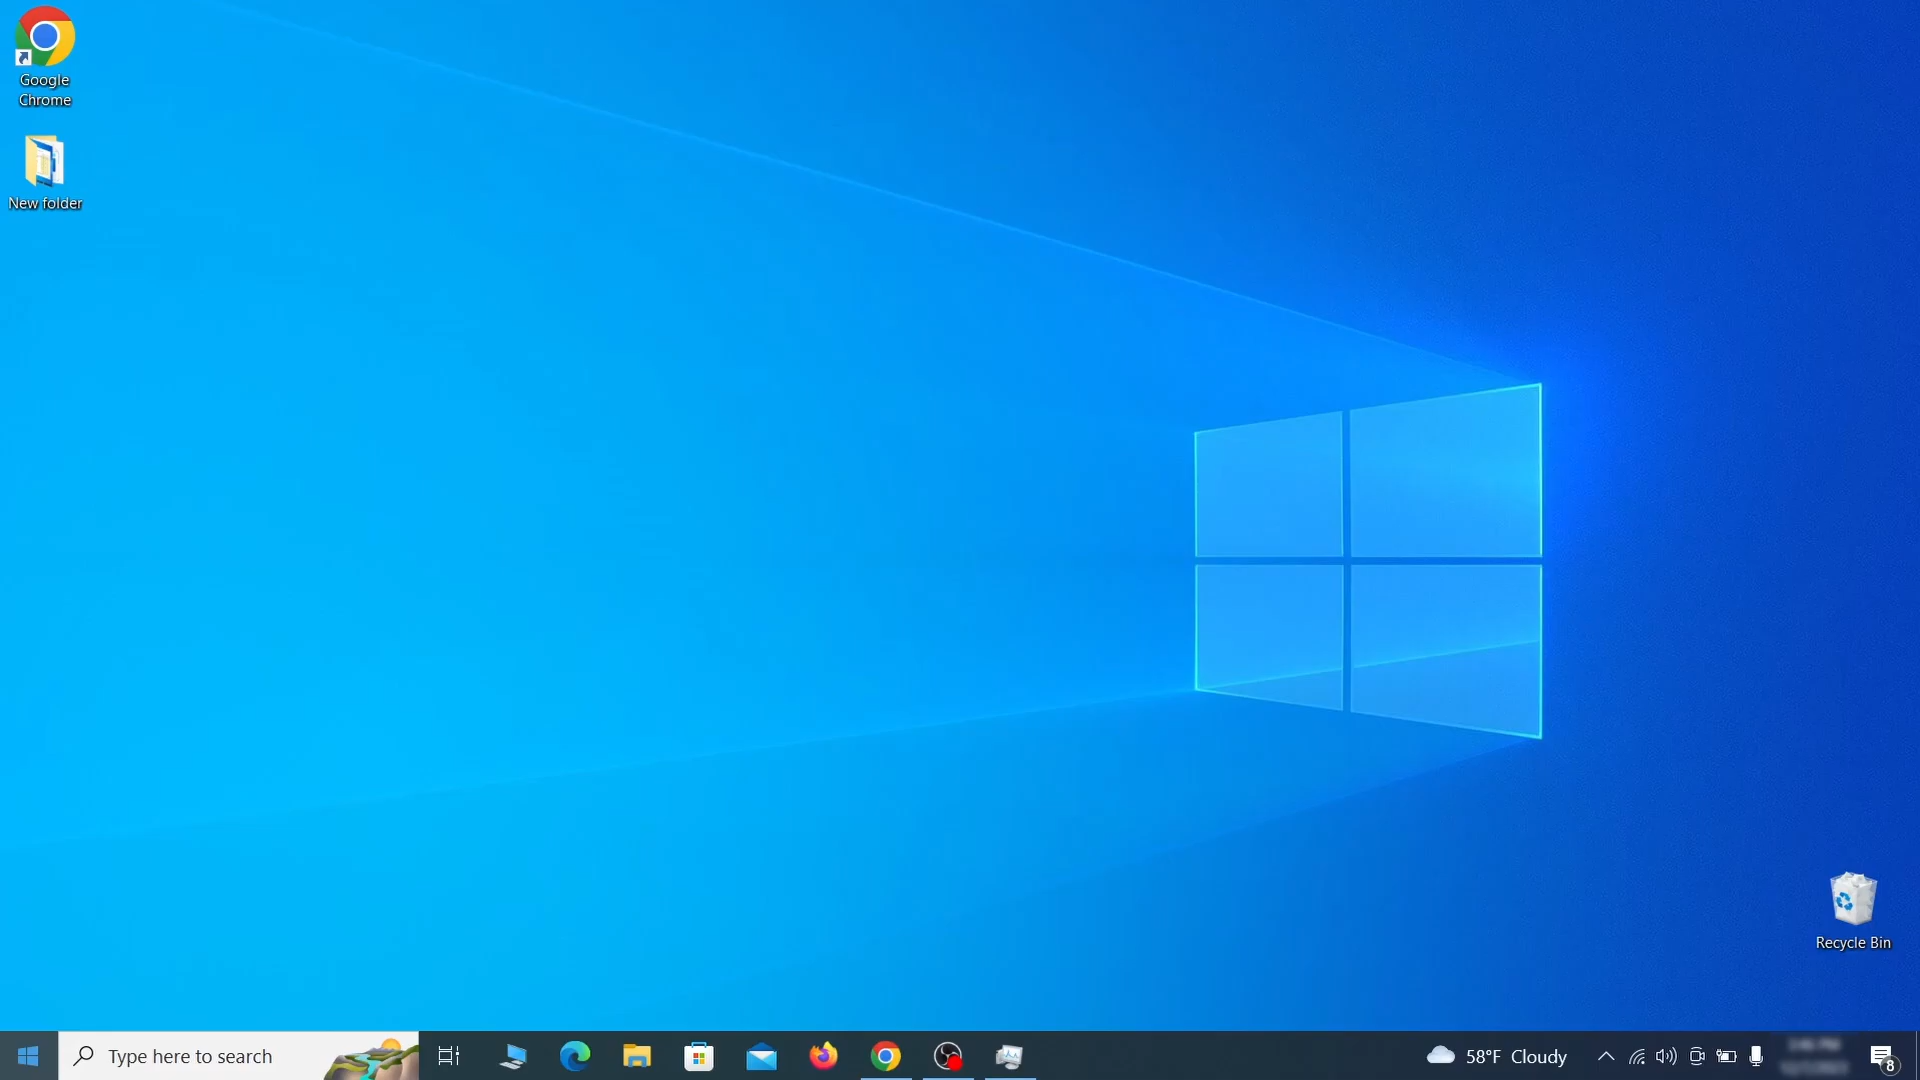 Google
Chrome
New folder
Recycle Bin
Type here to search
58°F Cloudy
8